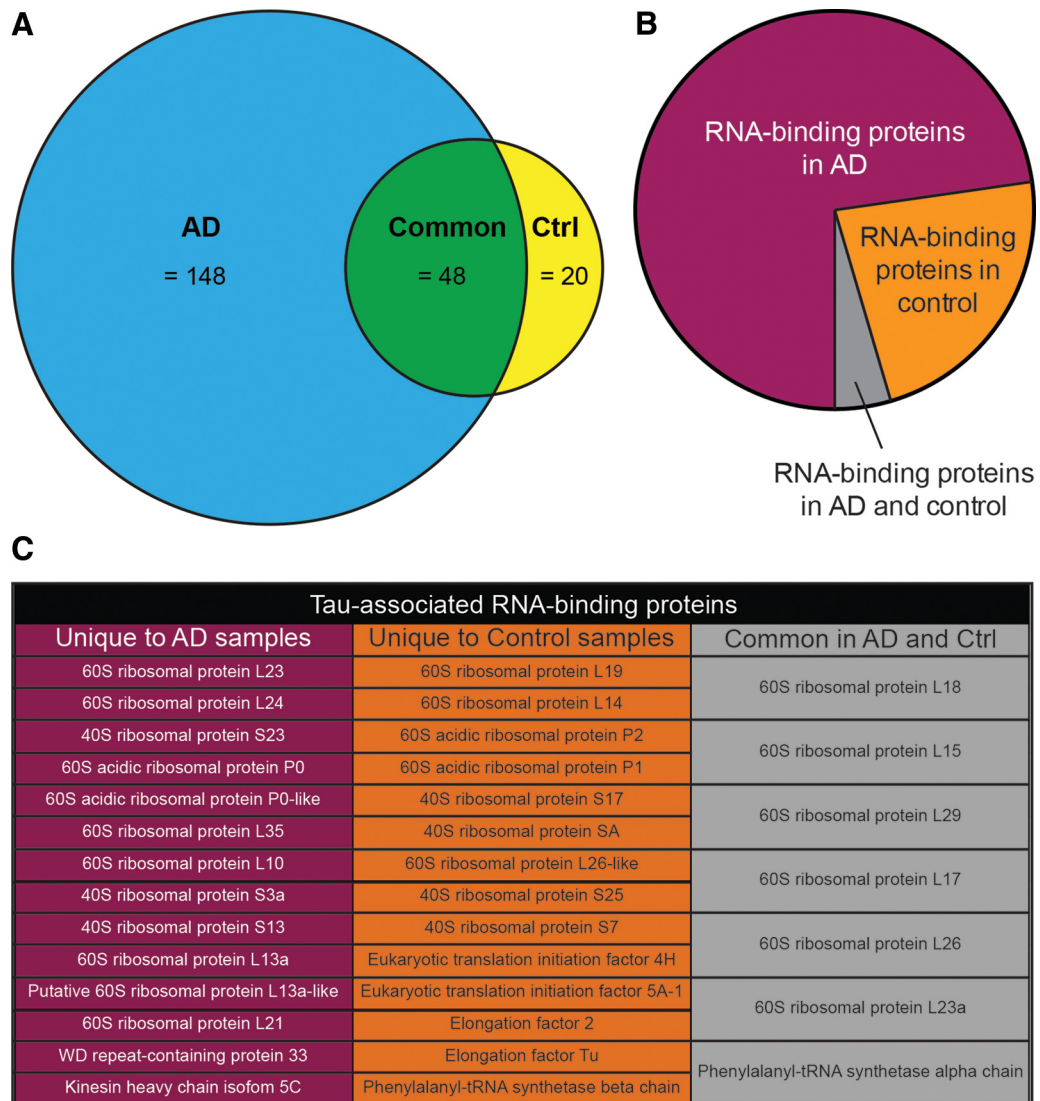 A
AD
= 148
Common
= 48
Ctrl
= 20
B
RNA-binding proteins
in AD
RNA-binding
proteins in
control
RNA-binding proteins
in AD and control
C
Tau-associated RNA-binding proteins
Unique to AD samples
Unique to Control samples
Common in AD and Ctrl
60S ribosomal protein L23
60S ribosomal protein L24
40S ribosomal protein S23
60S acidic ribosomal protein P0
60S acidic ribosomal protein P0-like
60S ribosomal protein L35
60S ribosomal protein L10
40S ribosomal protein S3a
40S ribosomal protein S13
60S ribosomal protein L13a
Putative 60S ribosomal protein L13a-like
60S ribosomal protein L21
WD repeat-containing protein 33
Kinesin heavy chain isofom 5C
60S ribosomal protein L19
60S ribosomal protein L14
60S acidic ribosomal protein P2
60S acidic ribosomal protein P1
40S ribosomal protein S17
40S ribosomal protein SA
60S ribosomal protein L26-like
40S ribosomal protein S25
40S ribosomal protein S7
Eukaryotic translation initiation factor 4H
Eukaryotic translation initiation factor 5A-1
Elongation factor 2
Elongation factor Tu
Phenylalanyl-tRNA synthetase beta chain
60S ribosomal protein L18
60S ribosomal protein L15
60S ribosomal protein L29
60S ribosomal protein L17
60S ribosomal protein L26
60S ribosomal protein L23a
Phenylalanyl-tRNA synthetase alpha chain